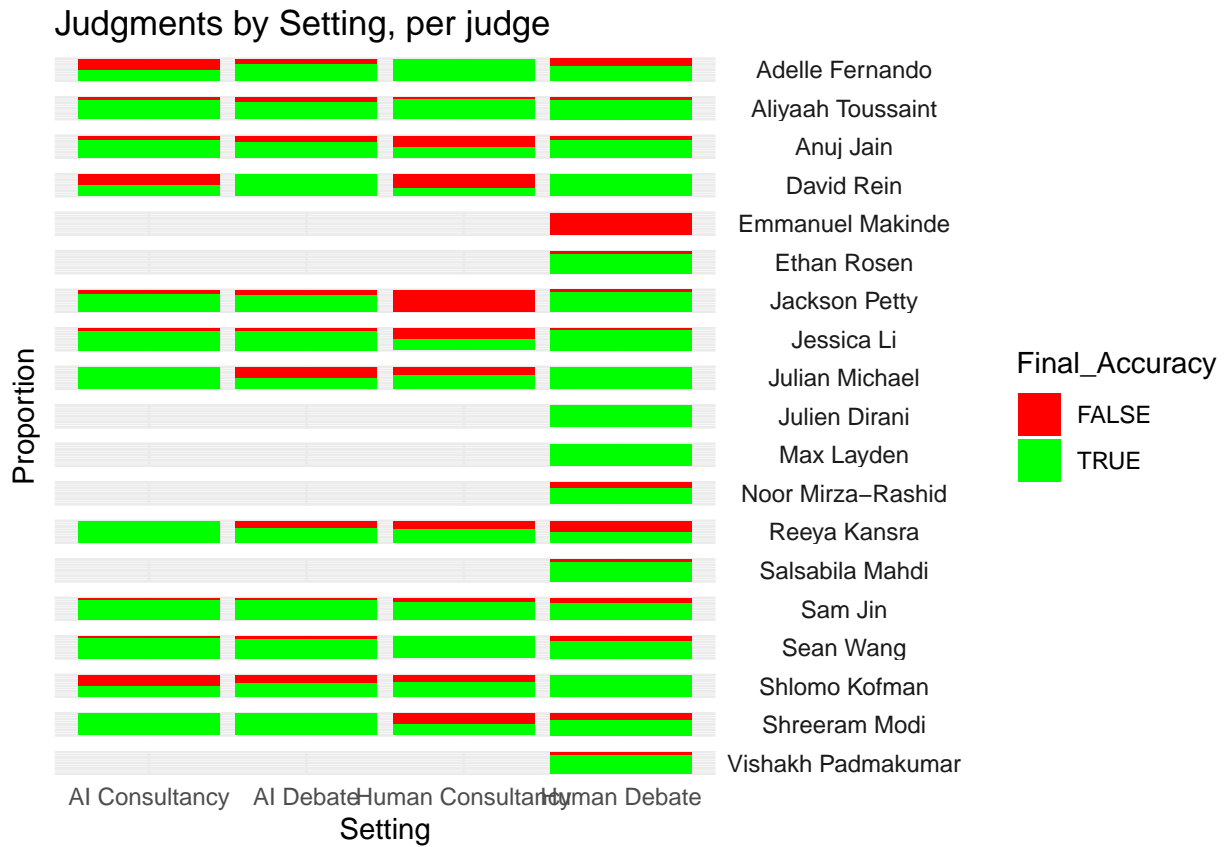 Judgments by Setting, per judge
Adelle Fernando
Aliyaah Toussaint
Anuj Jain
David Rein
Emmanuel Makinde
Ethan Rosen
Jackson Petty
Jessica Li
Julian Michael
Julien Dirani
Max Layden
Noor Mirza−Rashid
Reeya Kansra
Salsabila Mahdi
Sam Jin
Sean Wang
Shlomo Kofman
Shreeram Modi
Vishakh Padmakumar
Proportion
AI Consultancy AI Debate Human Consultancy Human Debate
Setting
Final_Accuracy
FALSE
TRUE